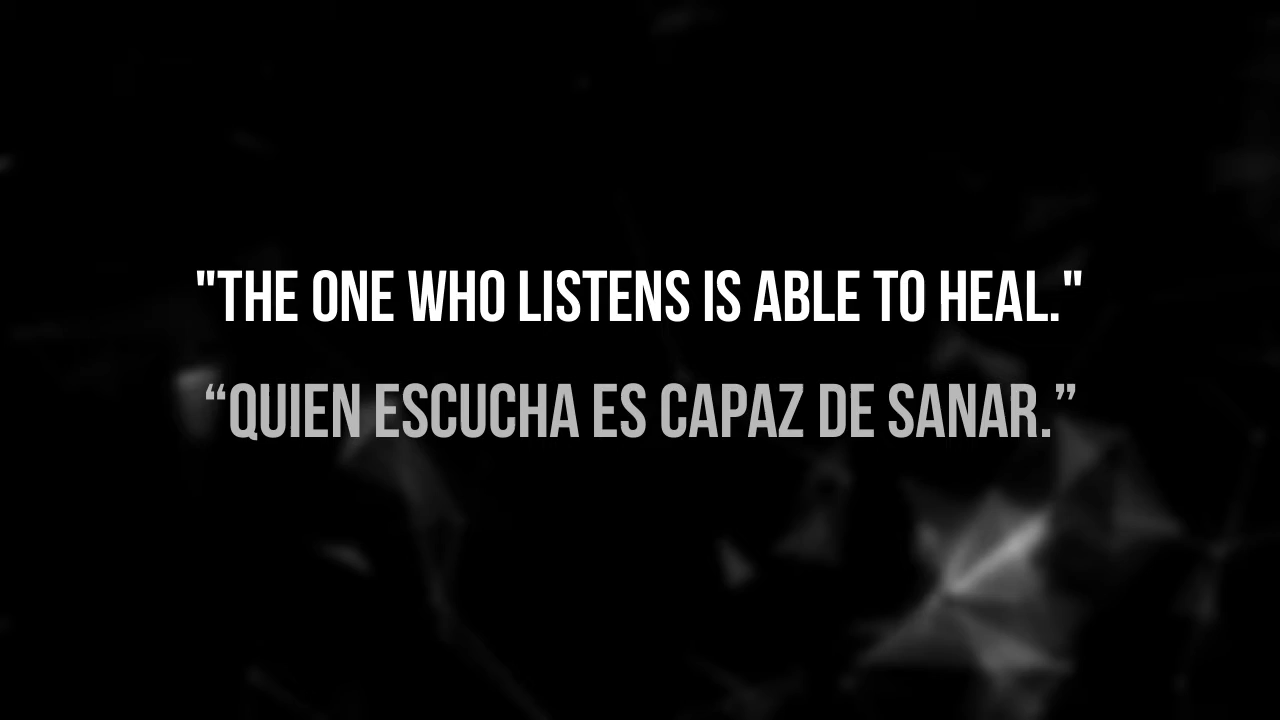 "THE ONE WHO LISTENS IS ABLE TO HEAL."
“QUIEN ESCUCHA ES CAPAZ DE SANAR.”